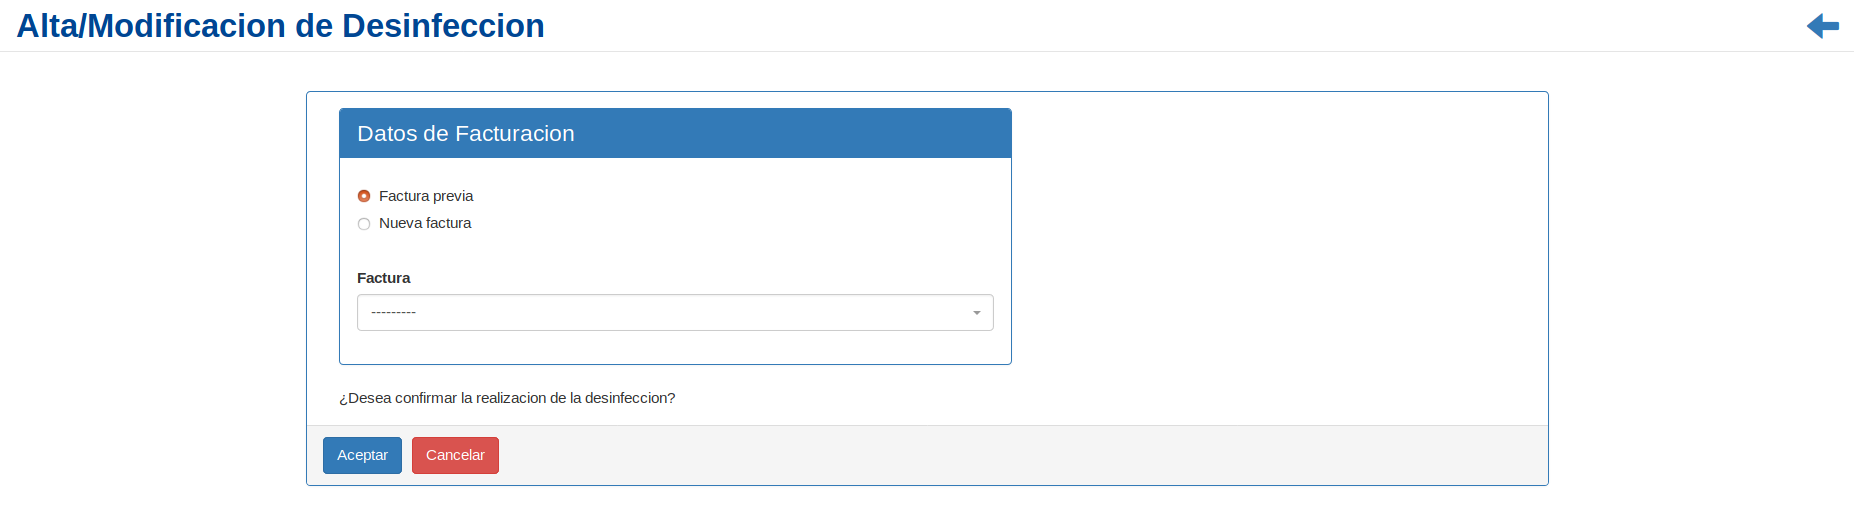 Alta/Modificacion de Desinfeccion
Datos de Facturacion
Factura previa
Nueva factura
Factura
---------
¿Desea confirmar la realizacion de la desinfeccion?
Aceptar
Cancelar